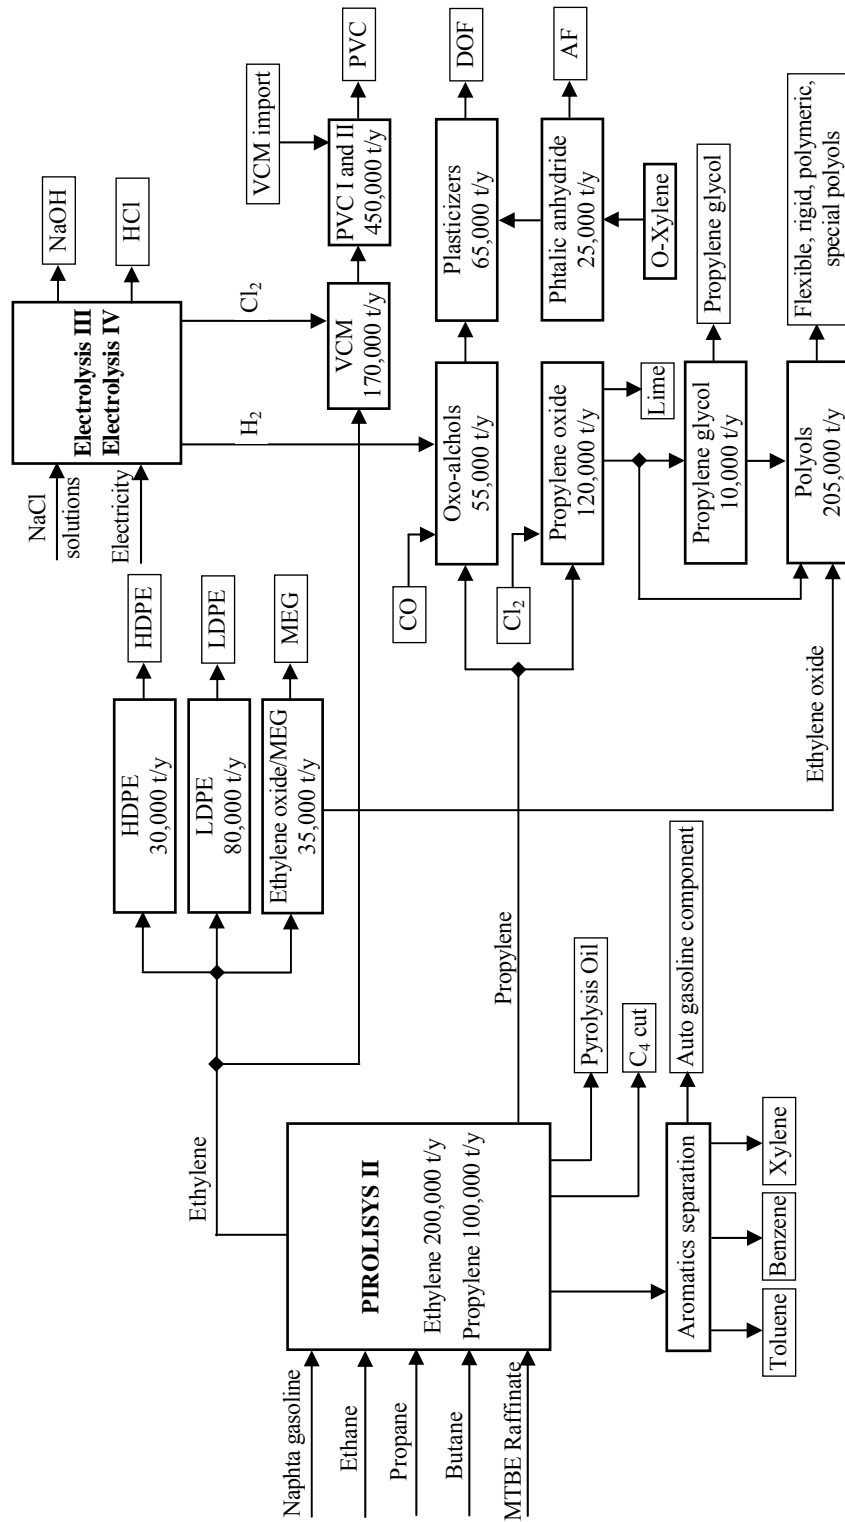 Naphta gasoline
Ethane
Propane
Butane
MTBE Raffinate
PIROLISYS II
Ethylene 200,000 t/y
Propylene 100,000 t/y
Ethylene
Propylene
Pyrolysis Oil
C₄ cut
Aromatics separation
Auto gasoline component
Toluene
Benzene
Xylene
HDPE
30,000 t/y
HDPE
LDPE
80,000 t/y
LDPE
Ethylene oxide/MEG
35,000 t/y
MEG
Ethylene oxide
NaCl
solutions
Electricity
Electrolysis III
Electrolysis IV
NaOH
HCl
H₂
Cl₂
VCM
170,000 t/y
VCM import
PVC I and II
450,000 t/y
PVC
CO
Oxo-alchols
55,000 t/y
Plasticizers
65,000 t/y
DOF
Cl₂
Propylene oxide
120,000 t/y
Lime
Phtalic anhydride
25,000 t/y
AF
O-Xylene
Propylene glycol
10,000 t/y
Propylene glycol
Polyols
205,000 t/y
Flexible, rigid, polymeric,
special polyols